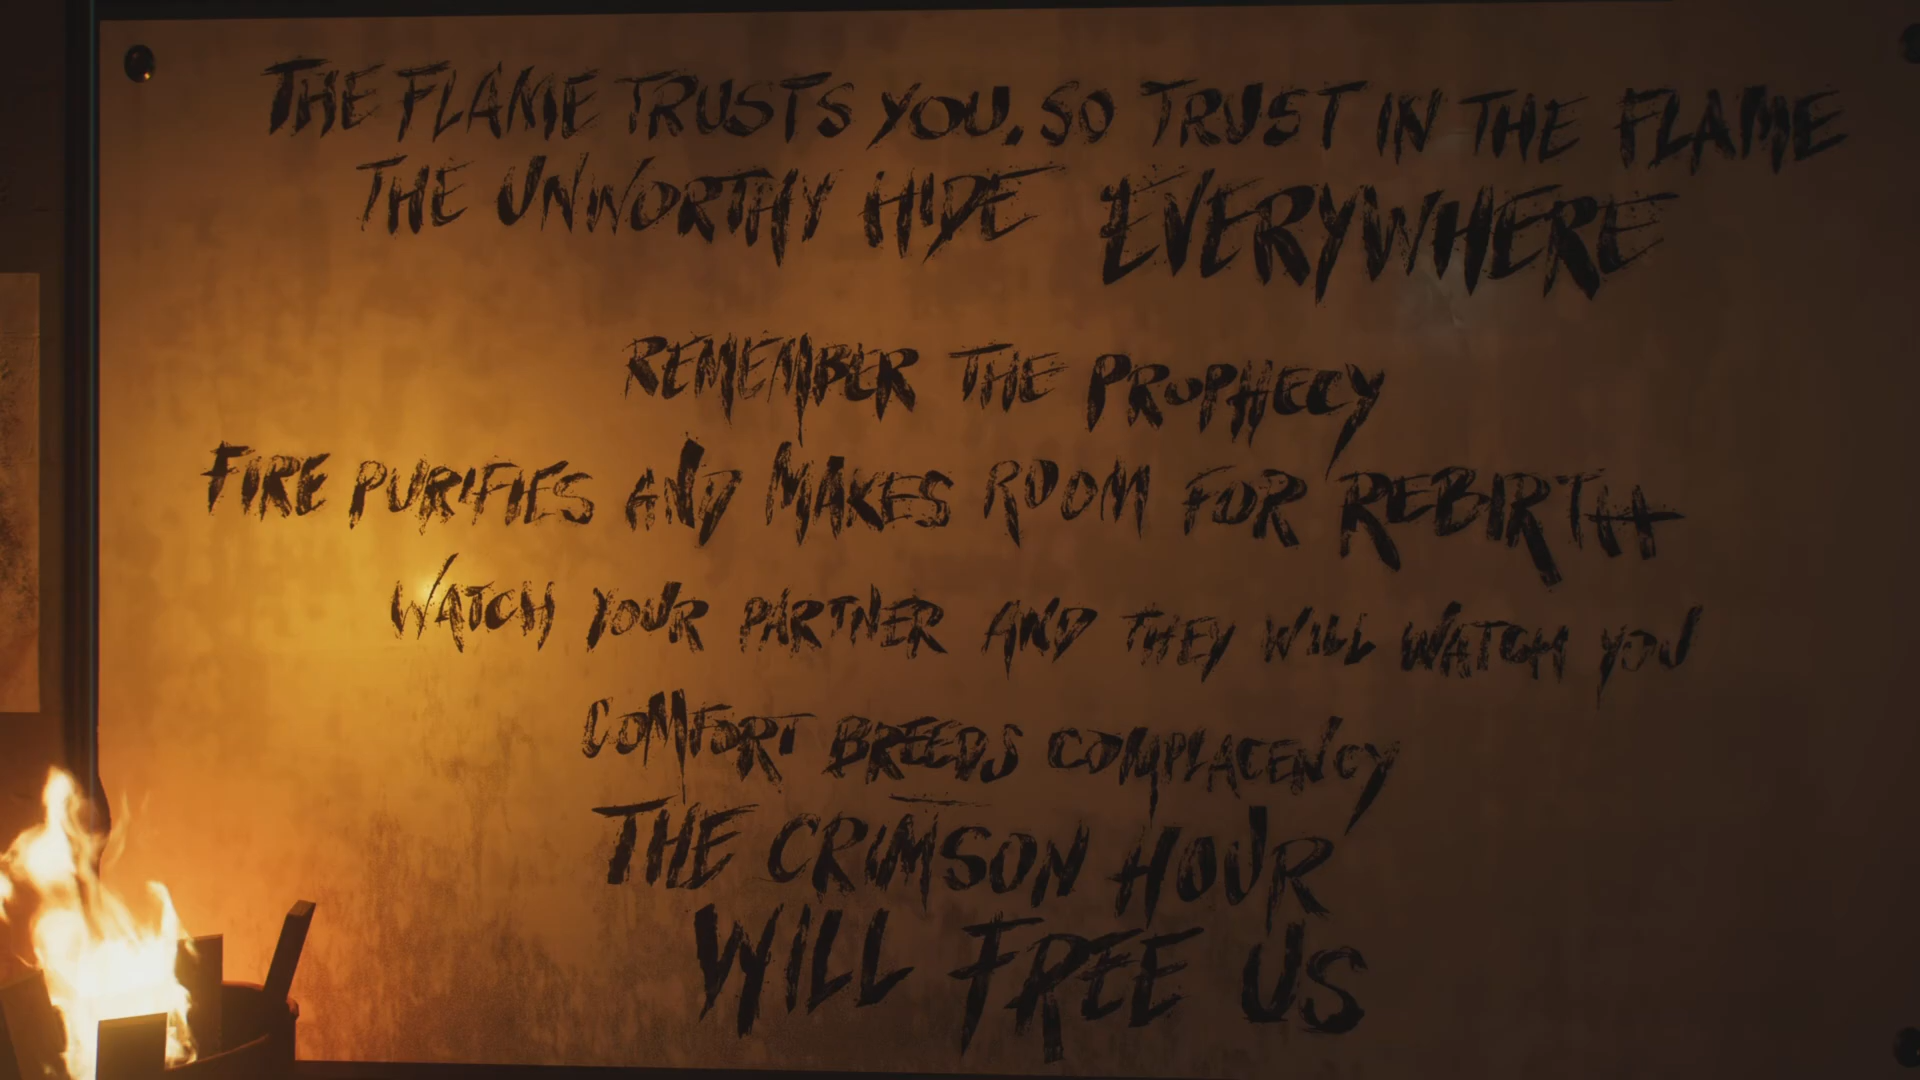 THE FLAME TRUSTS YOU, SO TRUST IN THE FLAME
THE UNWORTHY HIDE EVERYWHERE
REMEMBER THE PROPHECY
FIRE PURIFIES AND MAKES ROOM FOR REBIRTH
WATCH YOUR PARTNER AND THEY WILL WATCH YOU
COMFORT BREEDS COMPLACENCY
THE CRIMSON HOUR
WILL FREE US